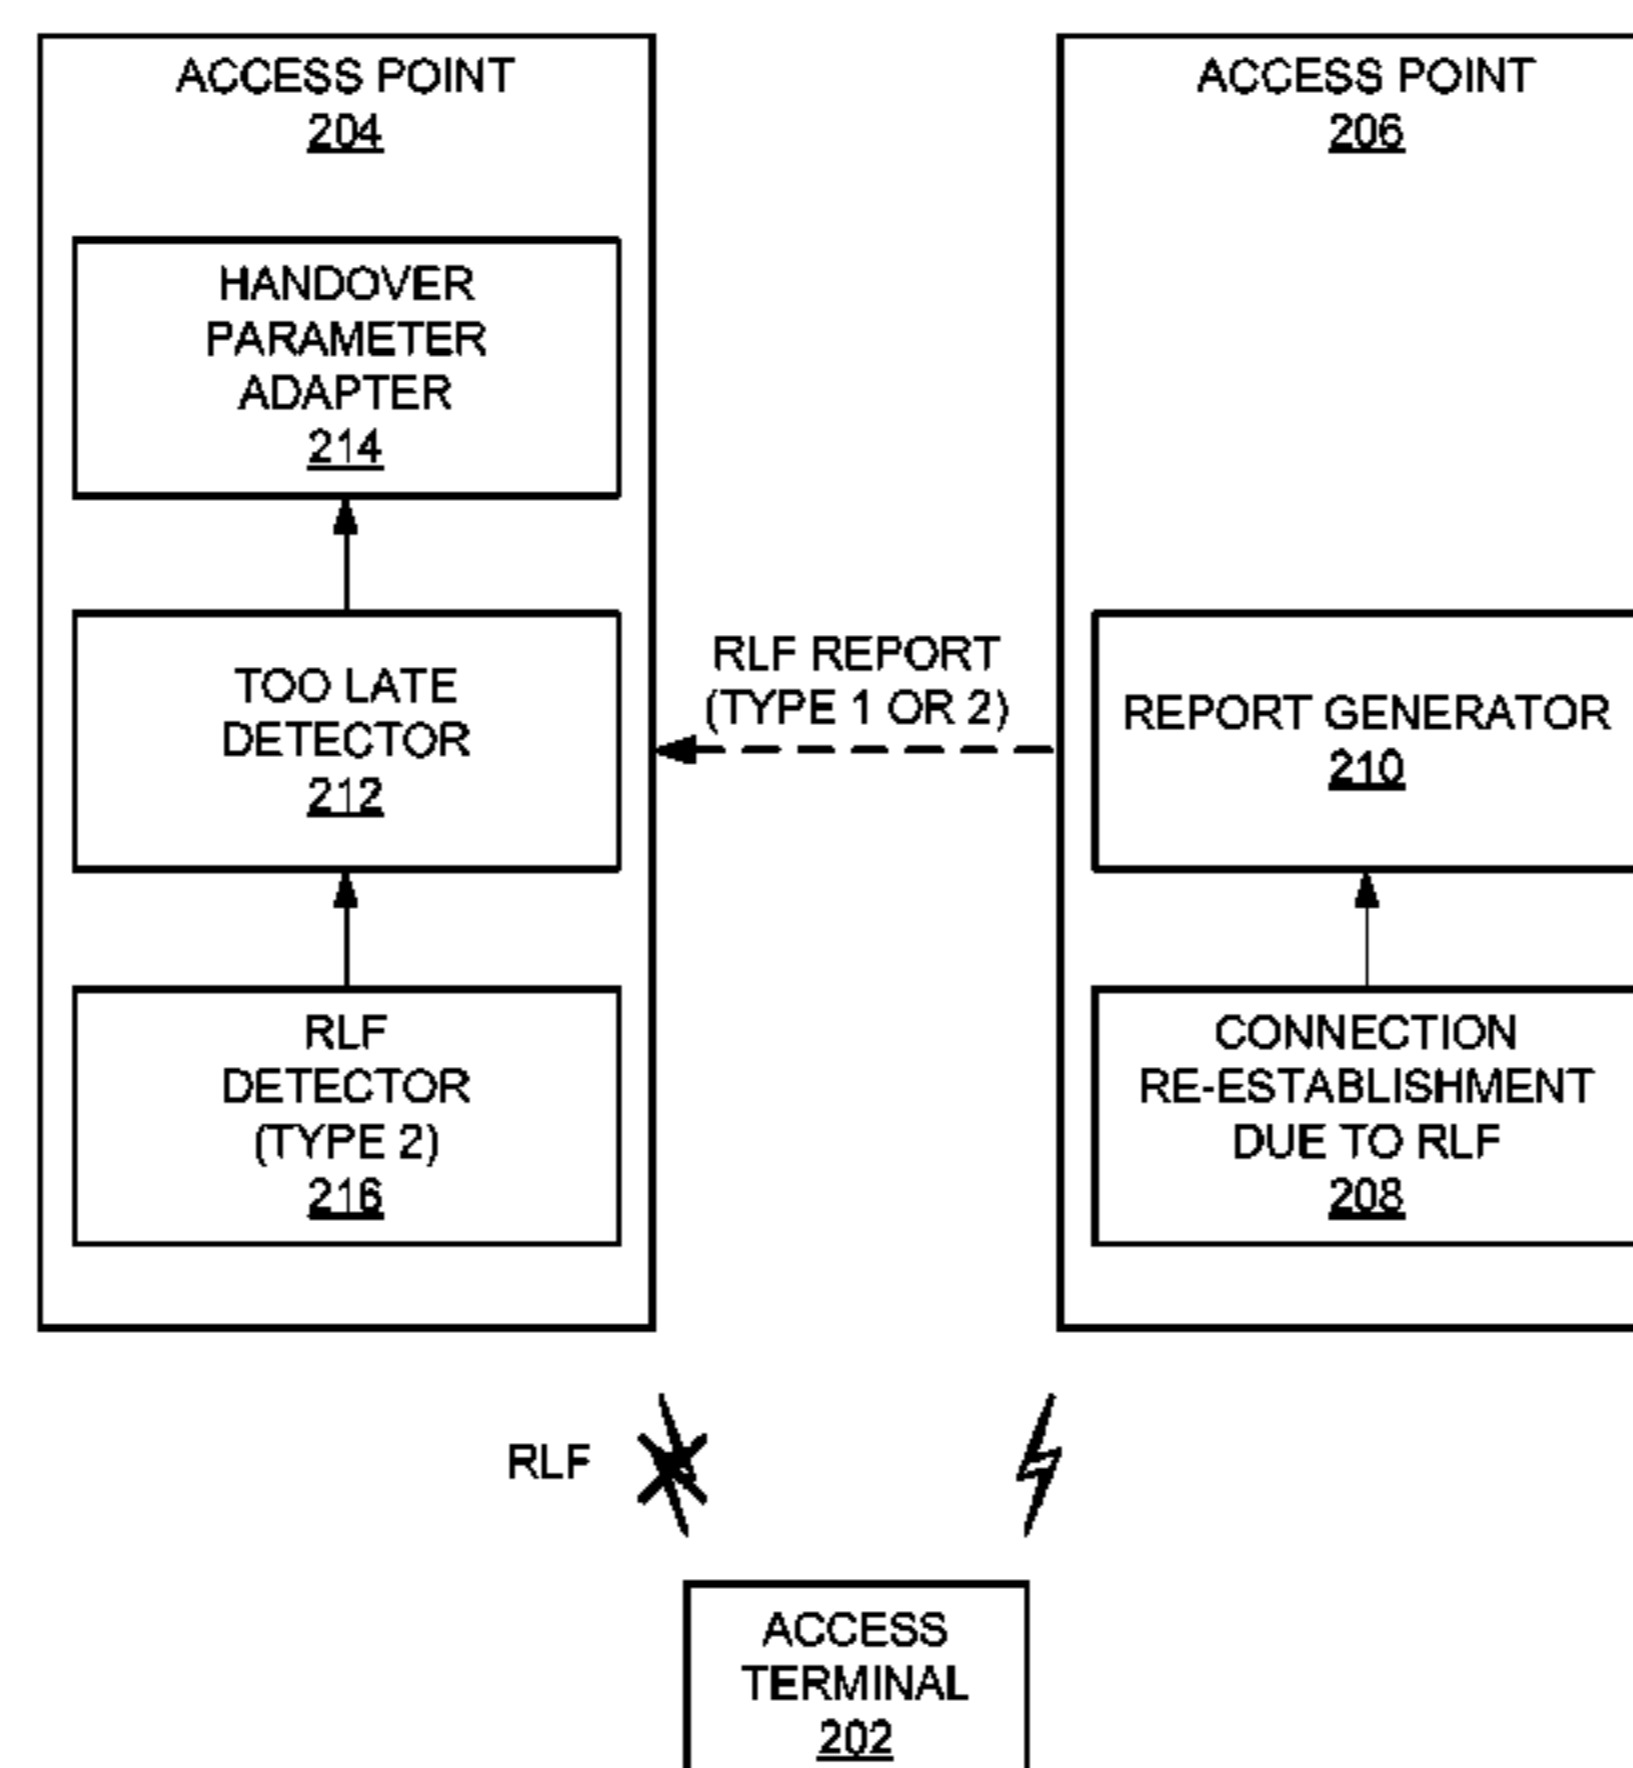 ACCESS POINT
204
HANDOVER
PARAMETER
ADAPTER
214
TOO LATE
DETECTOR
212
RLF
DETECTOR
(TYPE 2)
216
RLF REPORT
(TYPE 1 OR 2)
ACCESS POINT
206
REPORT GENERATOR
210
CONNECTION
RE-ESTABLISHMENT
DUE TO RLF
208
RLF
ACCESS
TERMINAL
202